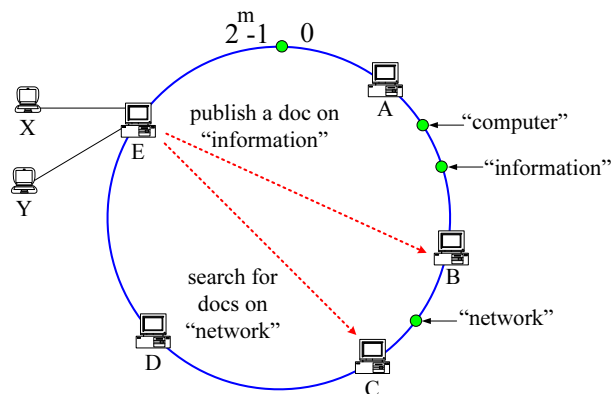 2^m-1 0
A
X
E
publish a doc on
“information”
“computer”
“information”
Y
B
search for
docs on
“network”
“network”
D
C